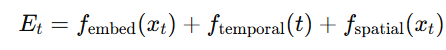 E_t = f_embed(x_t) + f_temporal(t) + f_spatial(x_t)